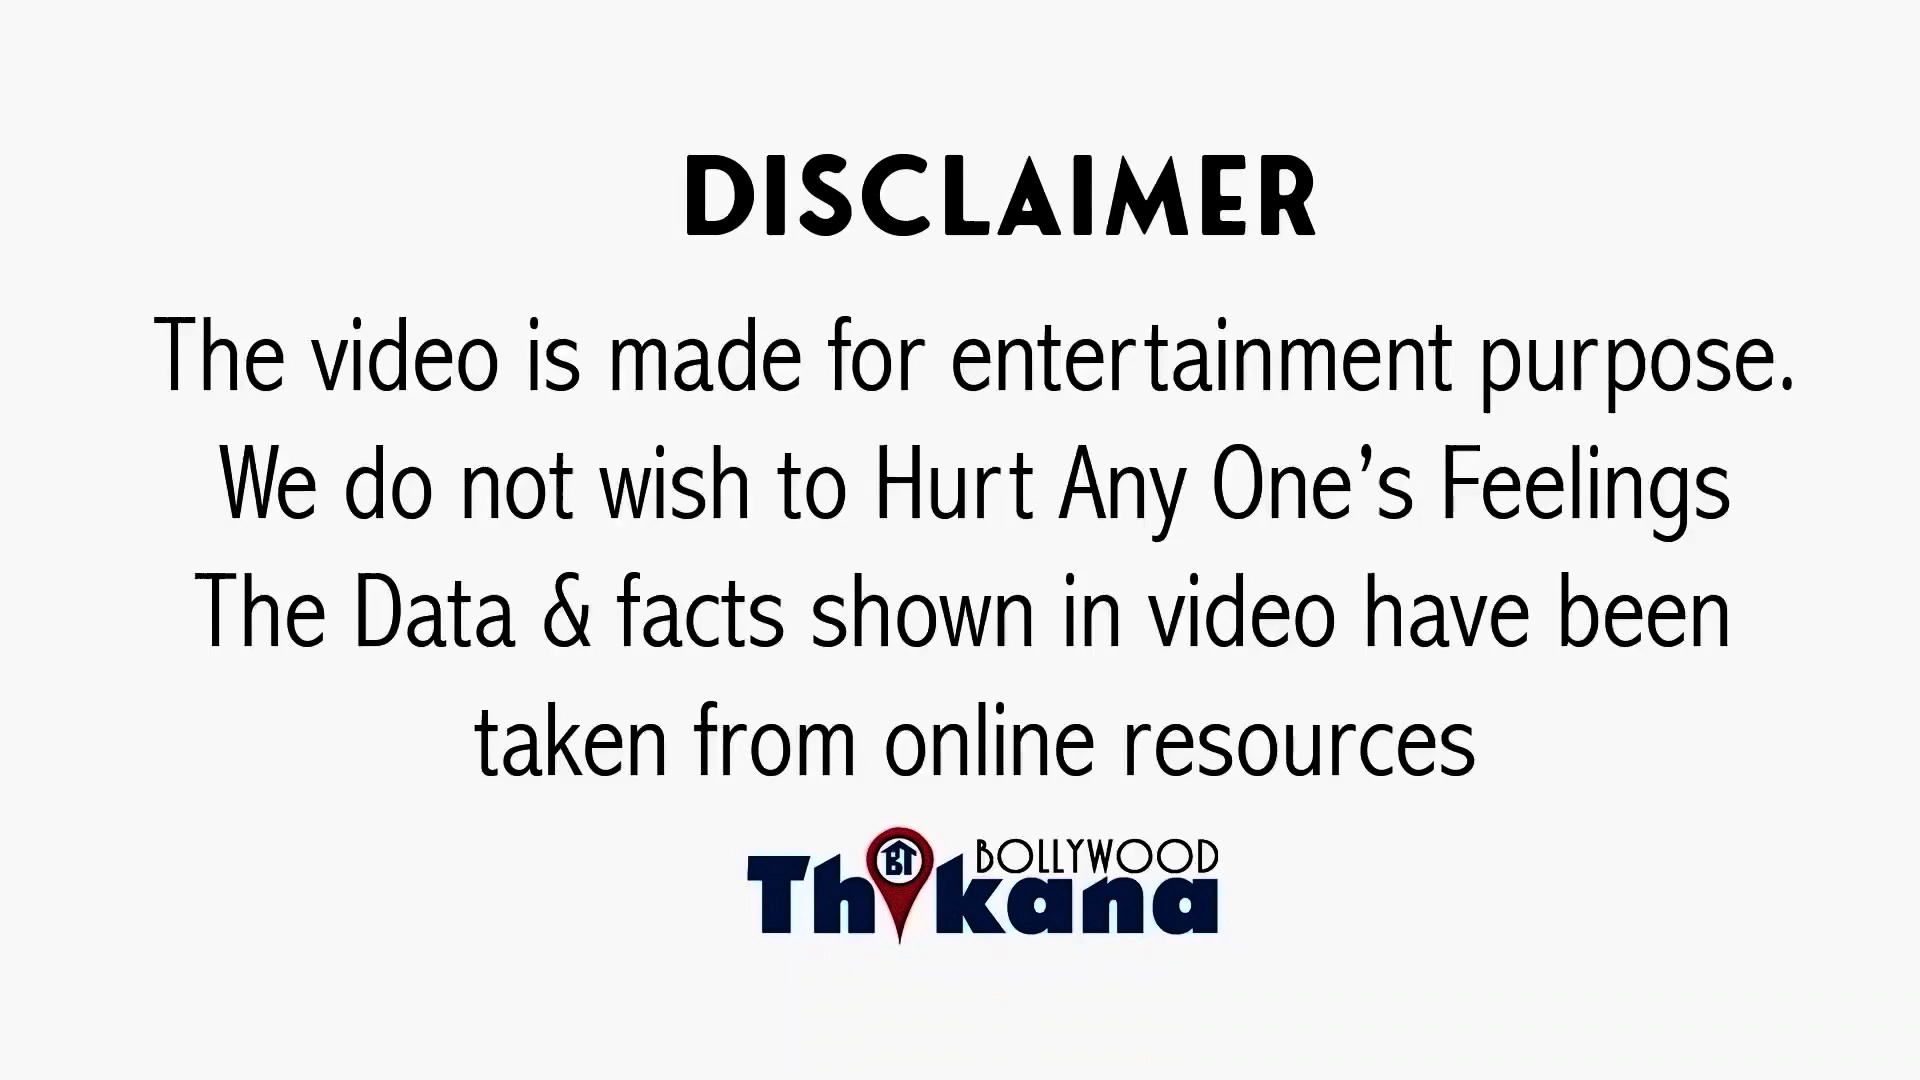 DISCLAIMER
The video is made for entertainment purpose.
We do not wish to Hurt Any One’s Feelings
The Data & facts shown in video have been
taken from online resources
BOLLYWOOD
BT
Thikana